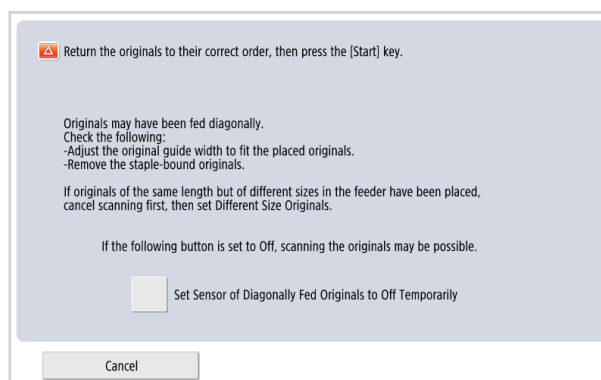 Return the originals to their correct order, then press the [Start] key.
Originals may have been fed diagonally.
Check the following:
-Adjust the original guide width to fit the placed originals.
-Remove the staple-bound originals.
If originals of the same length but of different sizes in the feeder have been placed,
cancel scanning first, then set Different Size Originals.
If the following button is set to Off, scanning the originals may be possible.
Set Sensor of Diagonally Fed Originals to Off Temporarily
Cancel